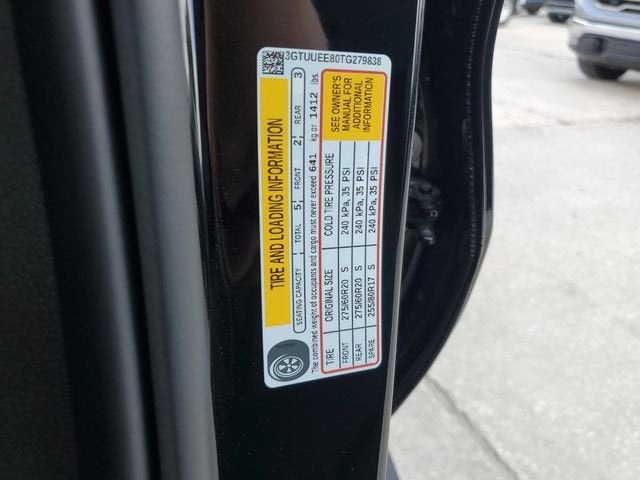 3GTUUEE80TG279838
TIRE AND LOADING INFORMATION
SEATING CAPACITY TOTAL 5 FRONT 2 REAR 3
The combined weight of occupants and cargo must never exceed 641 kg or 1412 lbs.
TIRE ORIGINAL SIZE COLD TIRE PRESSURE
FRONT 275/60R20 S 240 kPa, 35 PSI
REAR 275/60R20 S 240 kPa, 35 PSI
SPARE 255/80R17 S 240 kPa, 35 PSI
SEE OWNER'S
MANUAL FOR
ADDITIONAL
INFORMATION